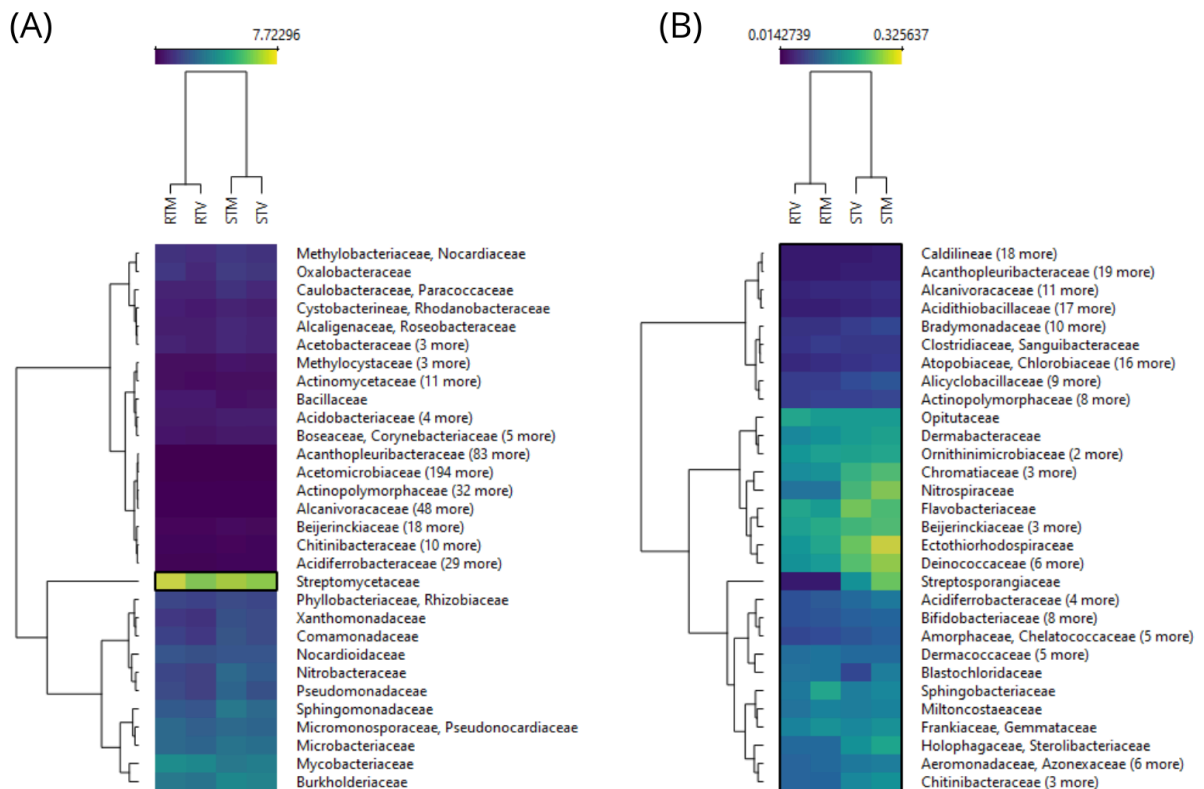 (A)
7.72296
RTM
RTV
STM
STV
Methylobacteriaceae, Nocardiaceae
Oxalobacteraceae
Caulobacteraceae, Paracoccaceae
Cystobacterineae, Rhodanobacteraceae
Alcaligenaceae, Roseobacteraceae
Acetobacteraceae (3 more)
Methylocystaceae (3 more)
Actinomycetaceae (11 more)
Bacillaceae
Acidobacteriaceae (4 more)
Boseaceae, Corynebacteriaceae (5 more)
Acanthopleuribacteraceae (83 more)
Acetomicrobiaceae (194 more)
Actinopolymorphaceae (32 more)
Alcanivoracaceae (48 more)
Beijerinckiaceae (18 more)
Chitinibacteraceae (10 more)
Acidiferrobacteraceae (29 more)
Streptomycetaceae
Phyllobacteriaceae, Rhizobiaceae
Xanthomonadaceae
Comamonadaceae
Nocardioidaceae
Nitrobacteraceae
Pseudomonadaceae
Sphingomonadaceae
Micromonosporaceae, Pseudonocardiaceae
Microbacteriaceae
Mycobacteriaceae
Burkholderiaceae
(B)
0.0142739
0.325637
RTV
RTM
STV
STM
Caldilineae (18 more)
Acanthopleuribacteraceae (19 more)
Alcanivoracaceae (11 more)
Acidithiobacillaceae (17 more)
Bradymonadaceae (10 more)
Clostridiaceae, Sanguibacteraceae
Atopobiaceae, Chlorobiaceae (16 more)
Alicyclobacillaceae (9 more)
Actinopolymorphaceae (8 more)
Opitutaceae
Dermabacteraceae
Ornithinimicrobiaceae (2 more)
Chromatiaceae (3 more)
Nitrospiraceae
Flavobacteriaceae
Beijerinckiaceae (3 more)
Ectothiorhodospiraceae
Deinococcaceae (6 more)
Streptosporangiaceae
Acidiferrobacteraceae (4 more)
Bifidobacteriaceae (8 more)
Amorphaceae, Chelatococcaceae (5 more)
Dermacoccaceae (5 more)
Blastochloridaceae
Sphingobacteriaceae
Miltoncostaeaceae
Frankiaceae, Gemmataceae
Holophagaceae, Sterolibacteriaceae
Aeromonadaceae, Azonexaceae (6 more)
Chitinibacteraceae (3 more)